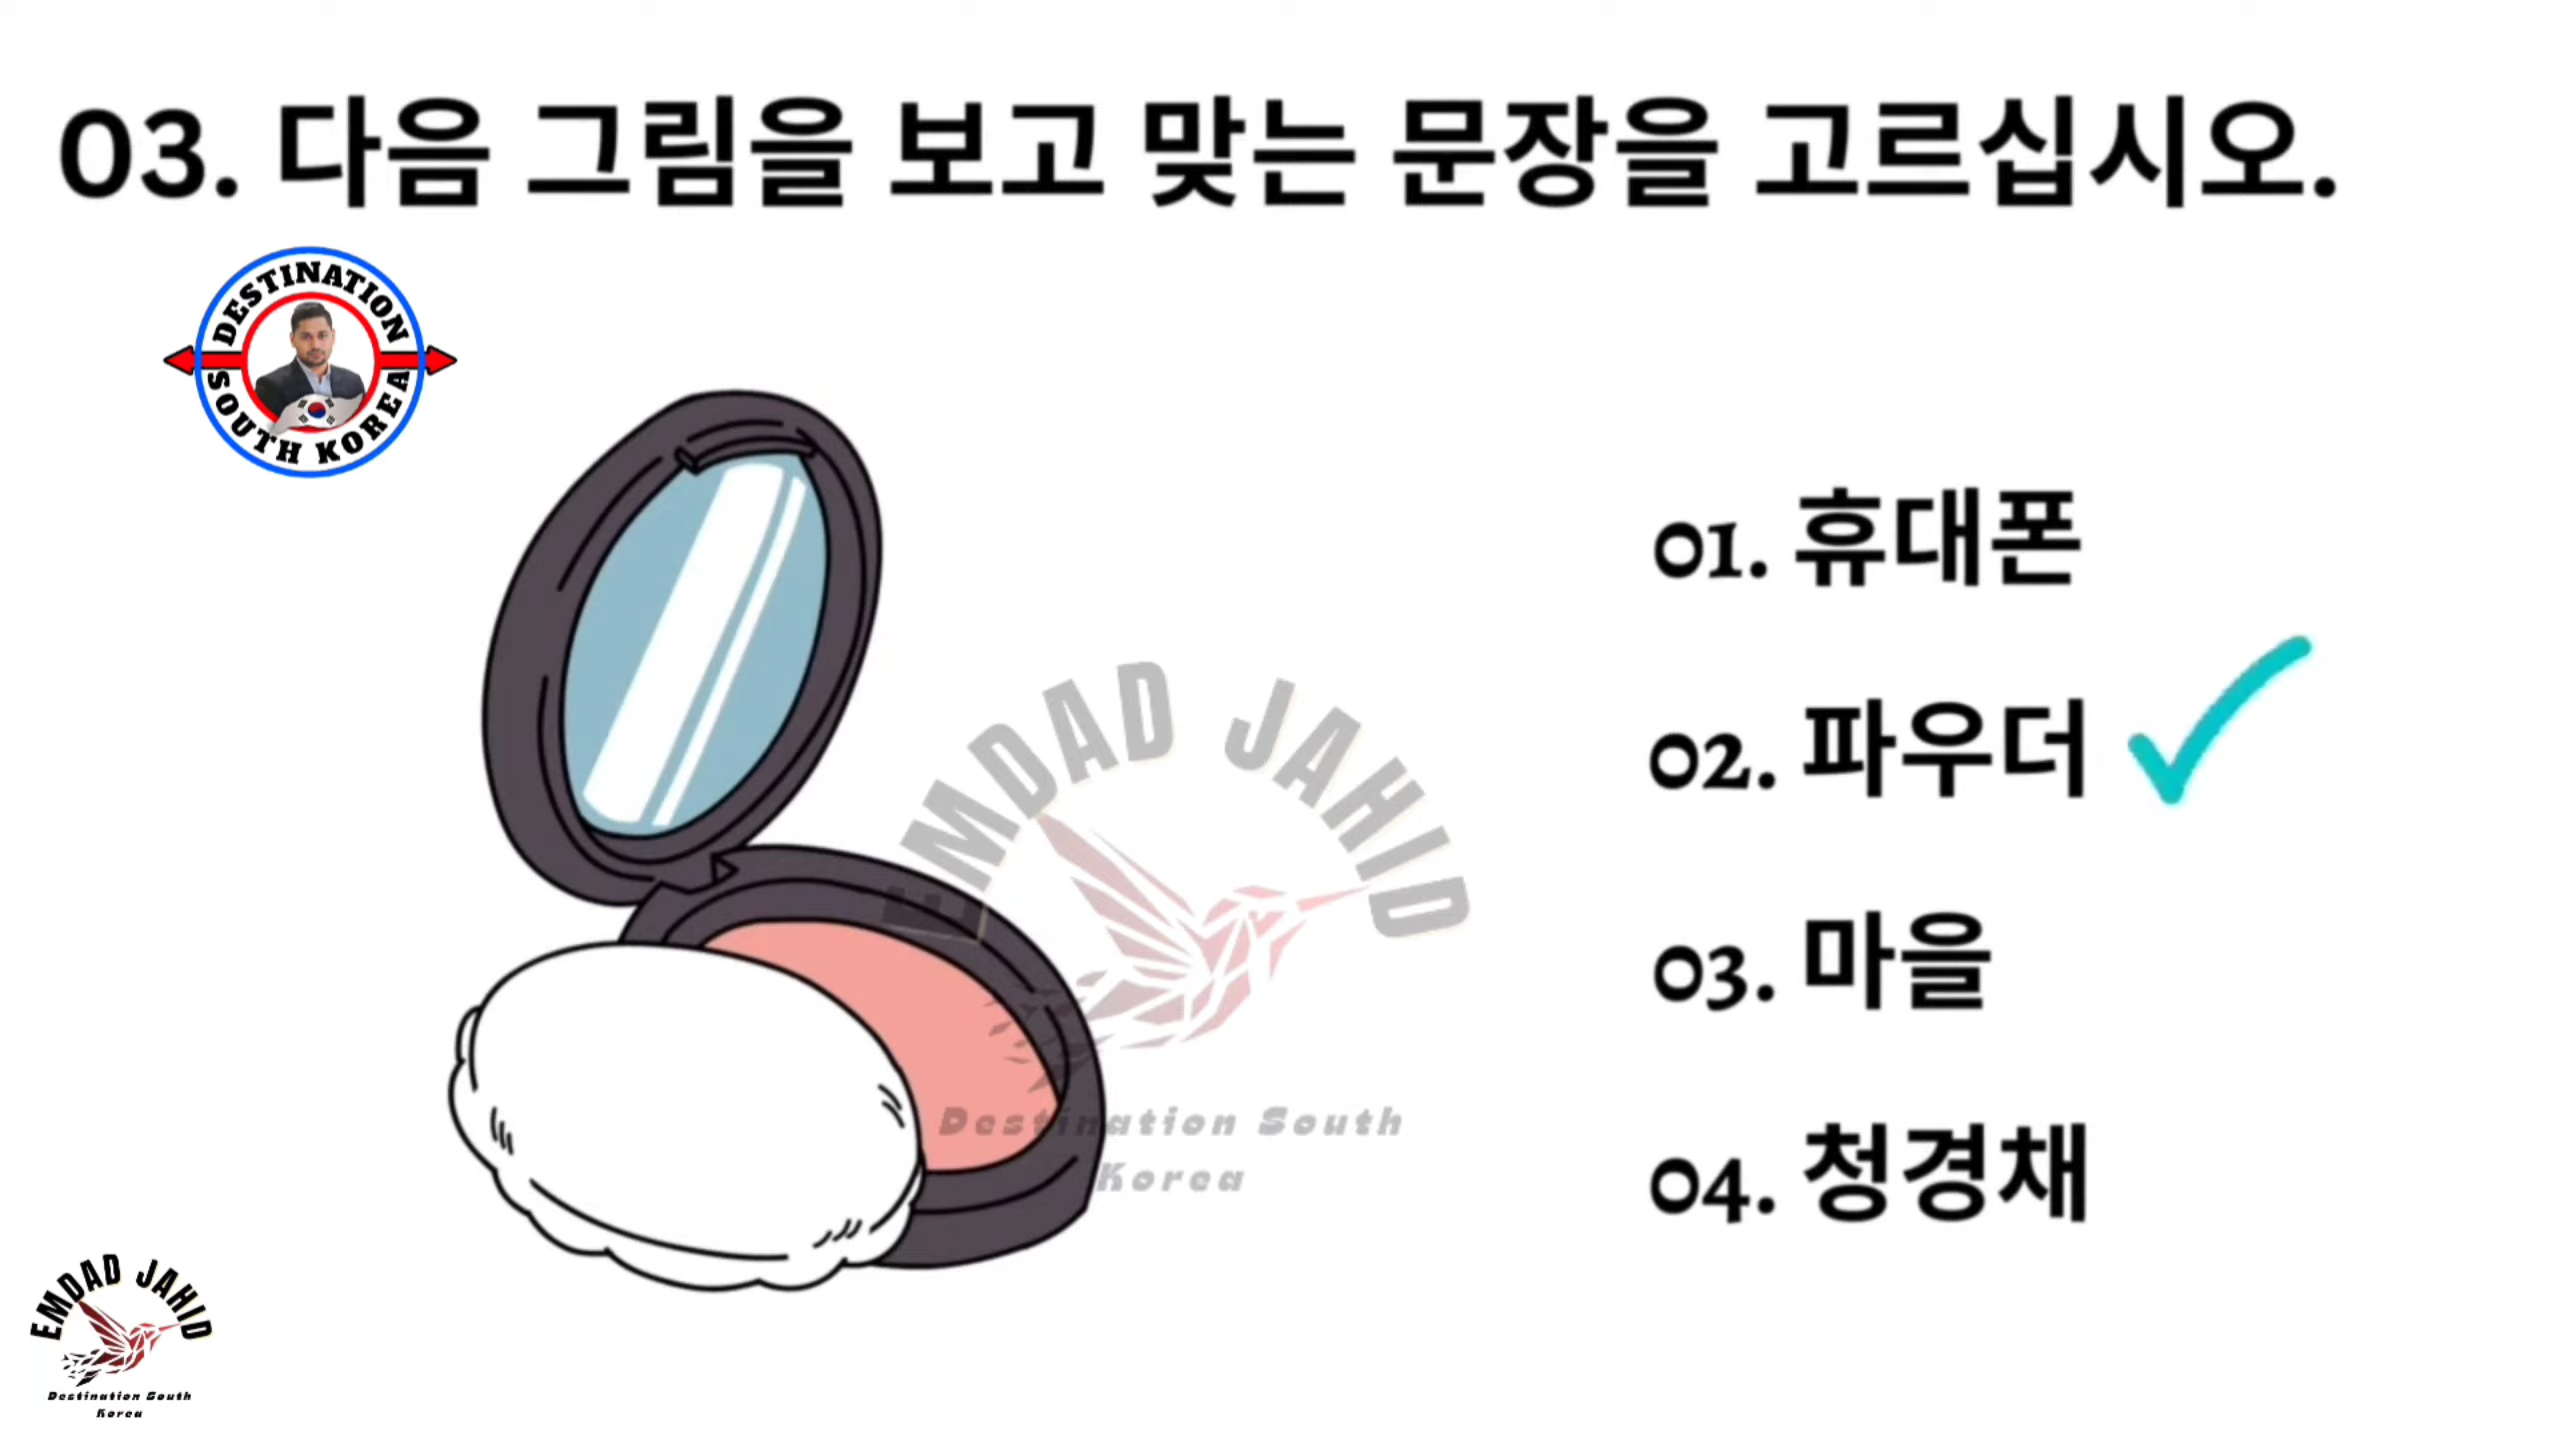 03. 다음 그림을 보고 맞는 문장을 고르십시오.
DESTINATION
SOUTH KOREA
01. 휴대폰
02. 파우더
03. 마을
04. 청경채
EMDAD JAHID
Destination South
Korea
EMDAD JAHID
Destination South
Korea